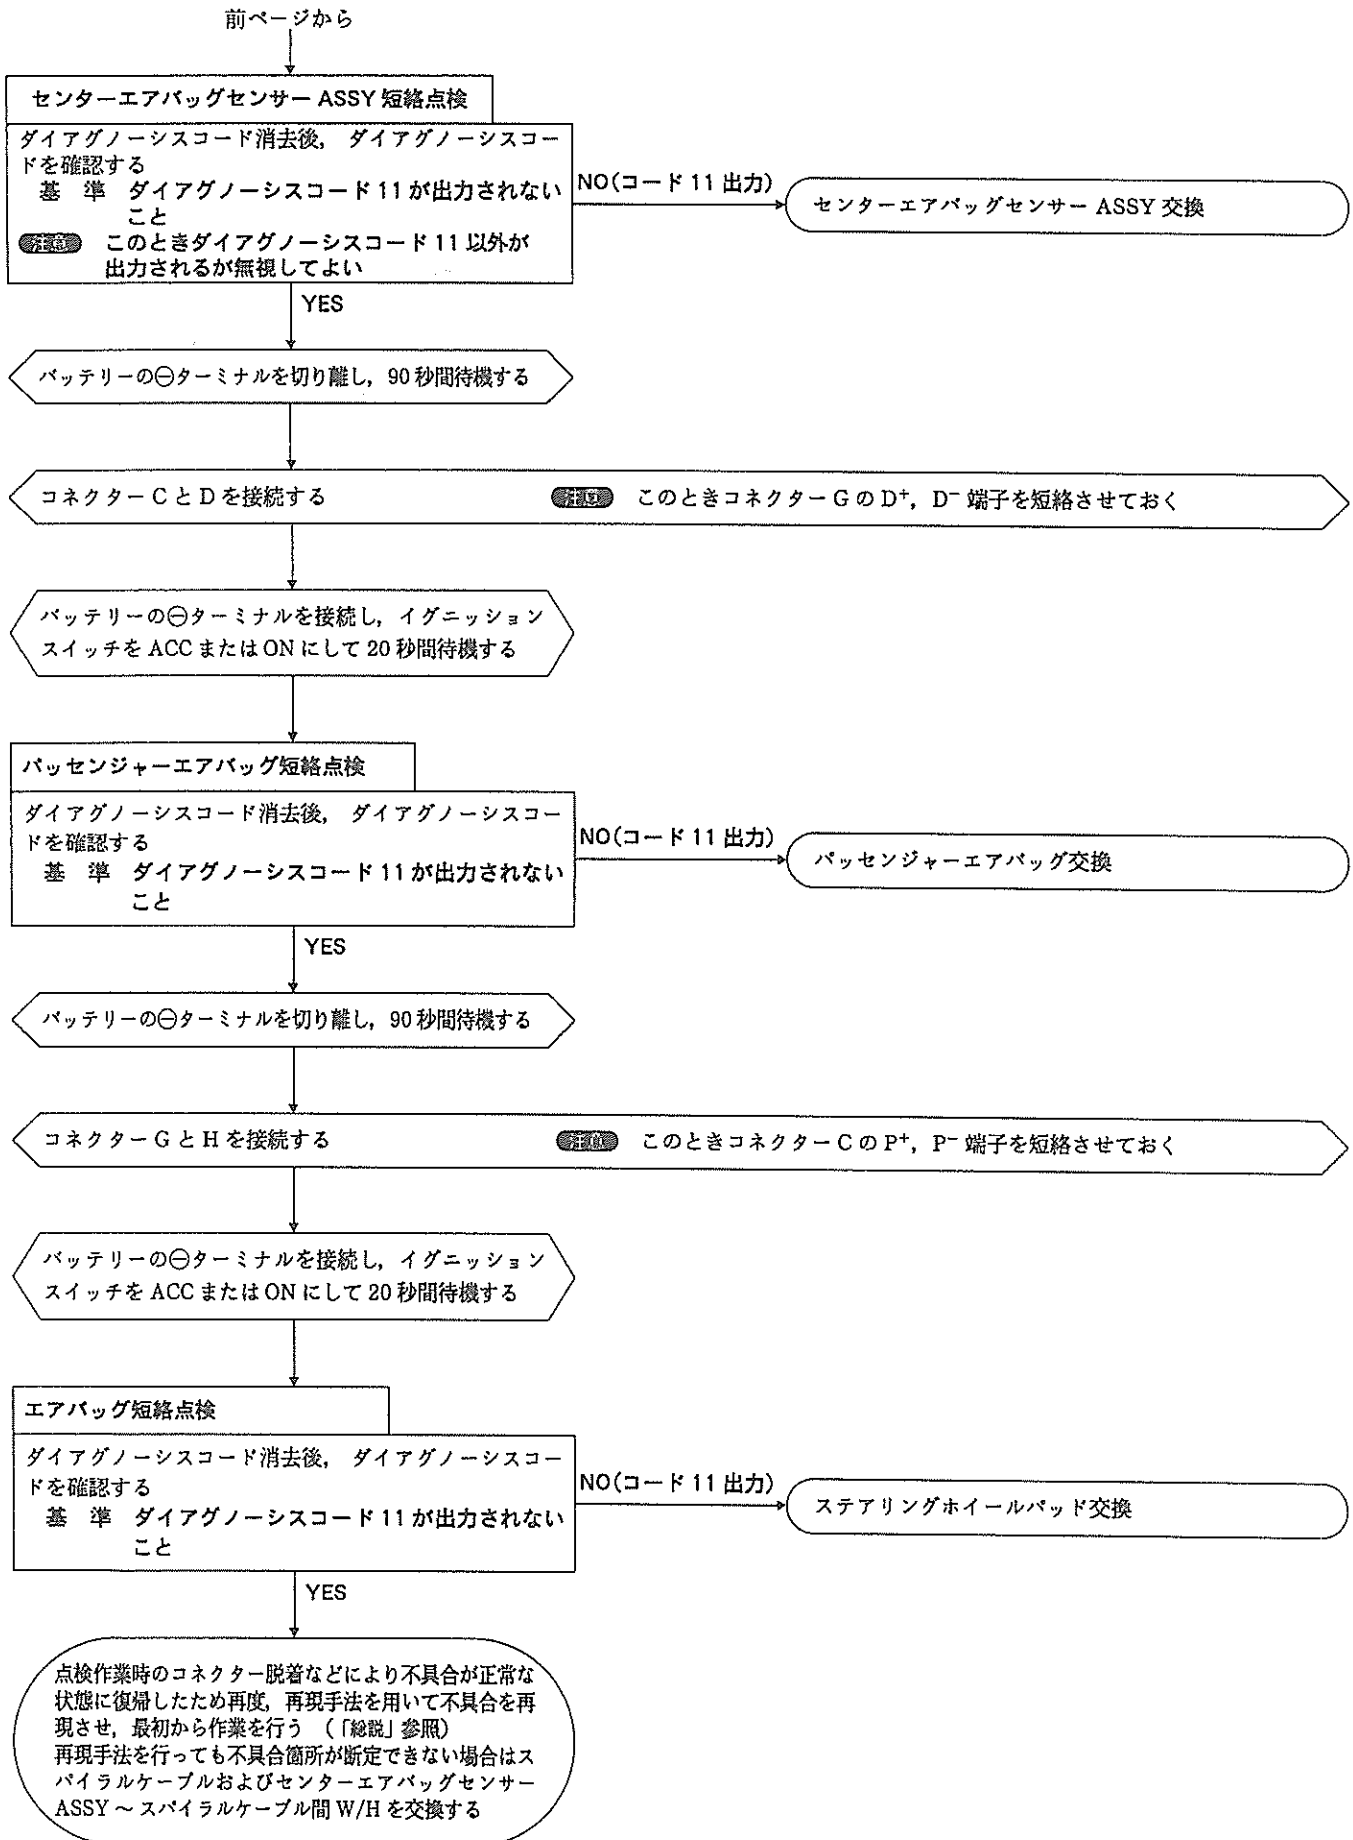 前ページから
センターエアバッグセンサー ASSY 短絡点検
ダイアグノーシスコード消去後, ダイアグノーシスコー
ドを確認する
基 準 ダイアグノーシスコード 11 が出力されない
こと
注意 このときダイアグノーシスコード 11 以外が
出力されるが無視してよい
NO(コード 11 出力)
センターエアバッグセンサー ASSY 交換
YES
バッテリーの⊖ターミナルを切り離し, 90 秒間待機する
コネクター C と D を接続する 注意 このときコネクター G の D⁺, D⁻ 端子を短絡させておく
バッテリーの⊖ターミナルを接続し, イグニッション
スイッチを ACC または ON にして 20 秒間待機する
パッセンジャーエアバッグ短絡点検
ダイアグノーシスコード消去後, ダイアグノーシスコー
ドを確認する
基 準 ダイアグノーシスコード 11 が出力されない
こと
NO(コード 11 出力)
パッセンジャーエアバッグ交換
YES
バッテリーの⊖ターミナルを切り離し, 90 秒間待機する
コネクター G と H を接続する 注意 このときコネクター C の P⁺, P⁻ 端子を短絡させておく
バッテリーの⊖ターミナルを接続し, イグニッション
スイッチを ACC または ON にして 20 秒間待機する
エアバッグ短絡点検
ダイアグノーシスコード消去後, ダイアグノーシスコー
ドを確認する
基 準 ダイアグノーシスコード 11 が出力されない
こと
NO(コード 11 出力)
ステアリングホイールパッド交換
YES
点検作業時のコネクター脱着などにより不具合が正常な
状態に復帰したため再度, 再現手法を用いて不具合を再
現させ, 最初から作業を行う (「総説」参照)
再現手法を行っても不具合箇所が断定できない場合はス
パイラルケーブルおよびセンターエアバッグセンサー
ASSY ～ スパイラルケーブル間 W/H を交換する